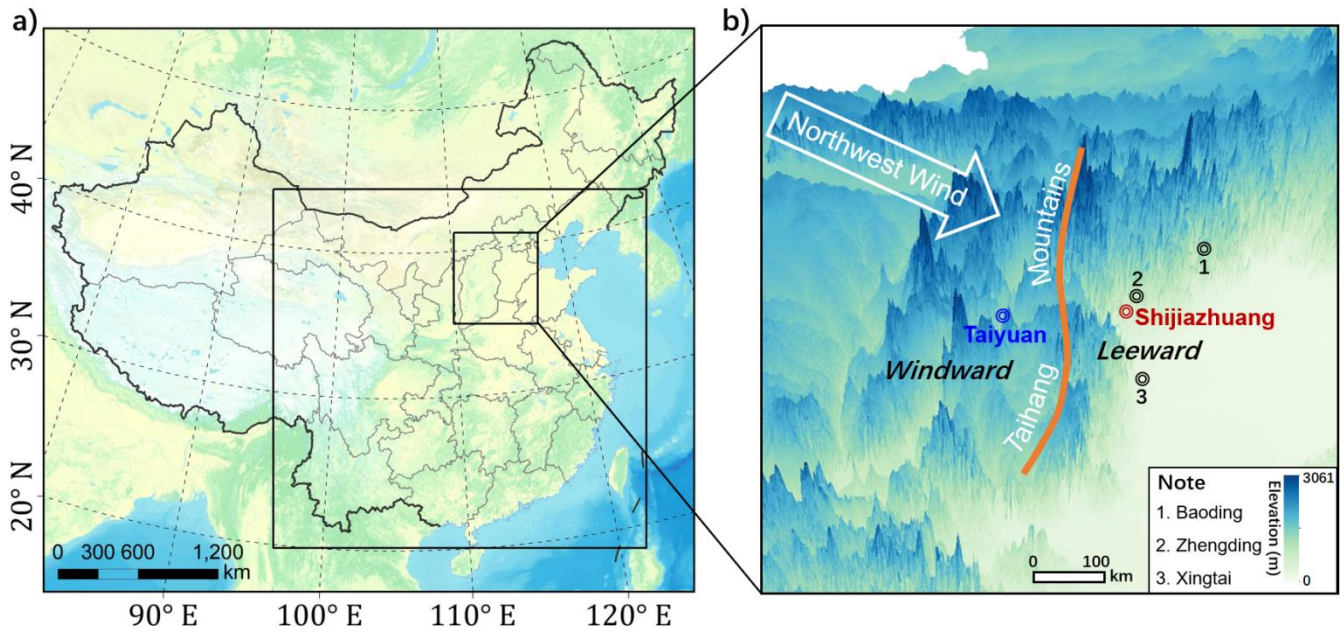 a)
40° N
30° N
20° N
0 300 600 1,200
km
90° E 100° E 110° E 120° E
b)
Northwest Wind
Mountains
Taihang
1
2
Shijiazhuang
Taiyuan
Leeward
Windward
3
Note
1. Baoding
2. Zhengding
3. Xingtai
Elevation (m)
3061
0
0 100
km